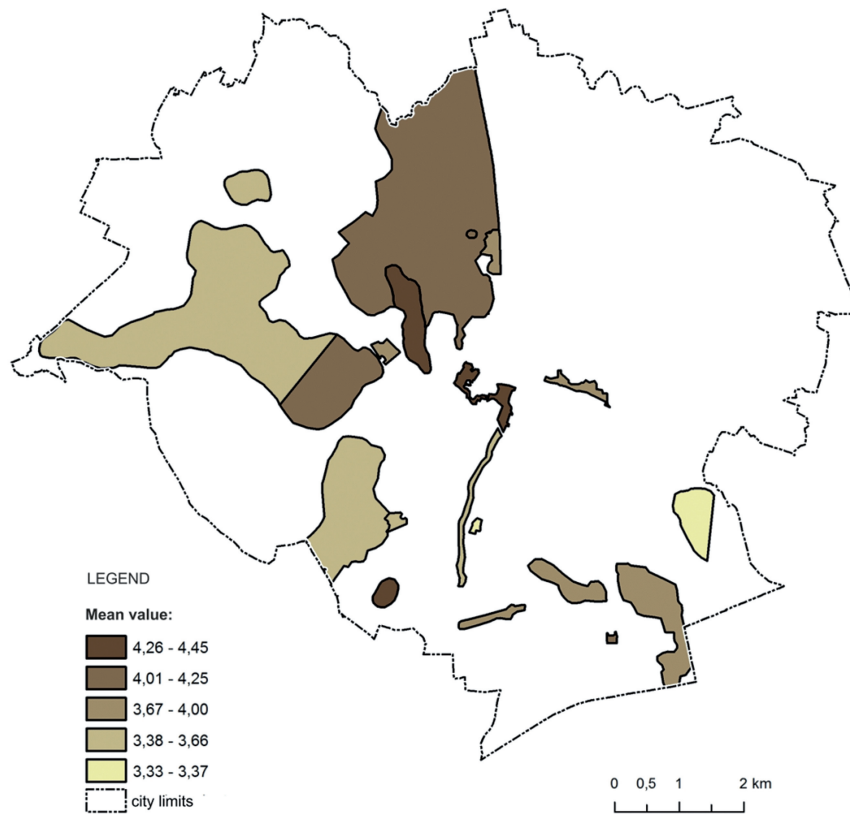 LEGEND
Mean value:
4,26 - 4,45
4,01 - 4,25
3,67 - 4,00
3,38 - 3,66
3,33 - 3,37
city limits
0 0,5 1 2 km